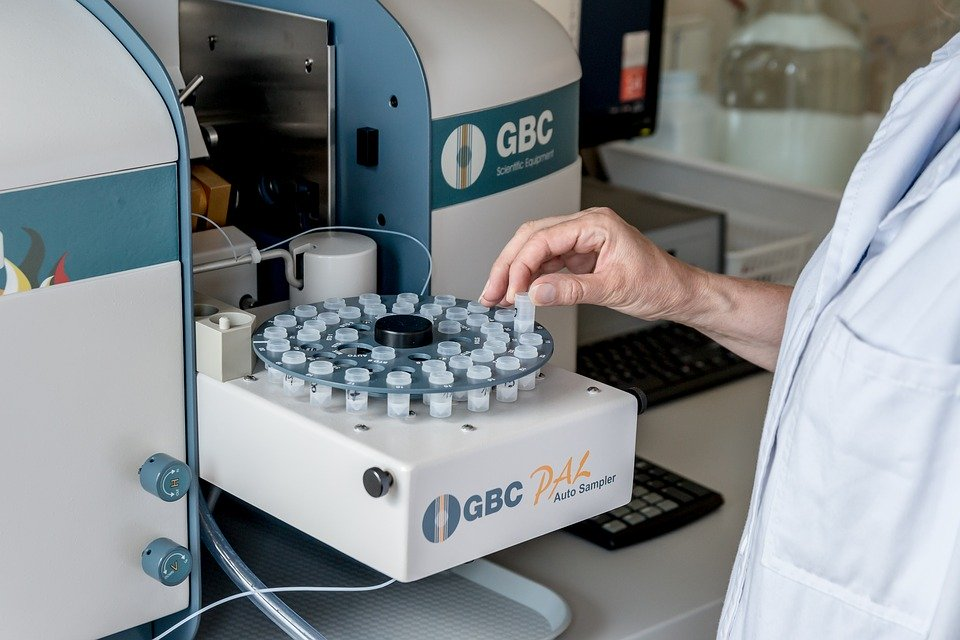 GBC
Scientific Equipment
GBC PAL
Auto Sampler
H
V